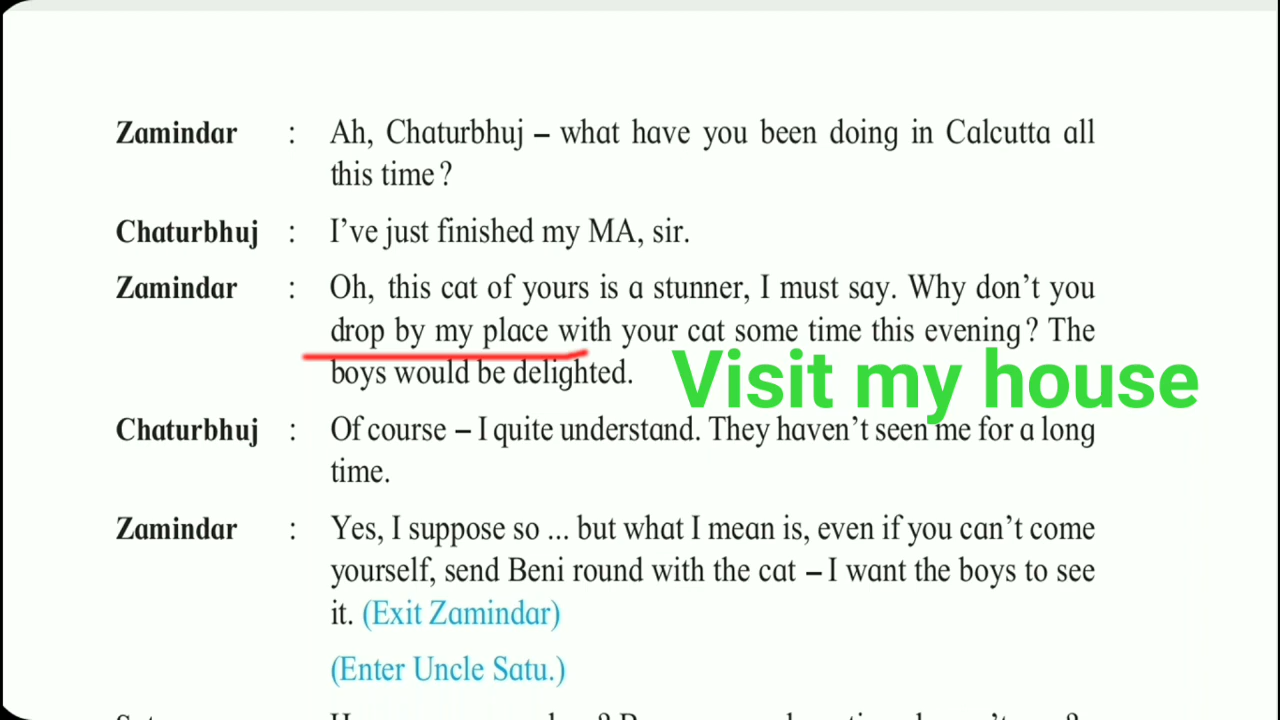 Zamindar : Ah, Chaturbhuj – what have you been doing in Calcutta all
this time?
Chaturbhuj : I’ve just finished my MA, sir.
Zamindar : Oh, this cat of yours is a stunner, I must say. Why don’t you
drop by my place with your cat some time this evening? The
boys would be delighted.
Visit my house
Chaturbhuj : Of course – I quite understand. They haven’t seen me for a long
time.
Zamindar : Yes, I suppose so ... but what I mean is, even if you can’t come
yourself, send Beni round with the cat – I want the boys to see
it. (Exit Zamindar)
(Enter Uncle Satu.)